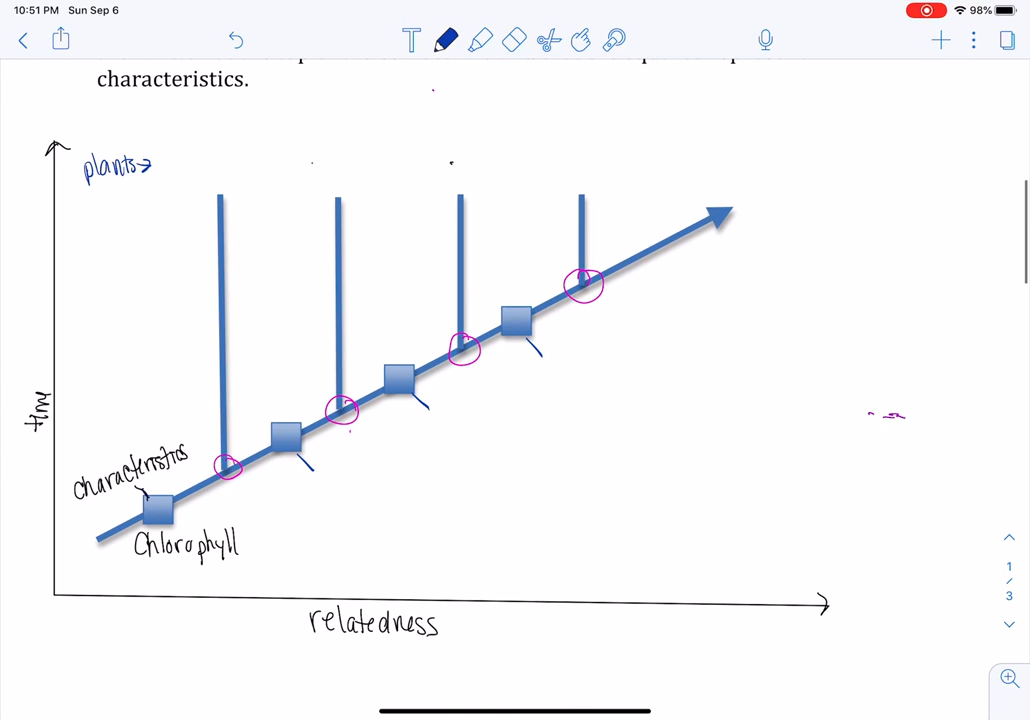 10:51 PM Sun Sep 6
98%
T
characteristics.
plants→
time
characteristics
Chlorophyll
relatedness
1
/
3